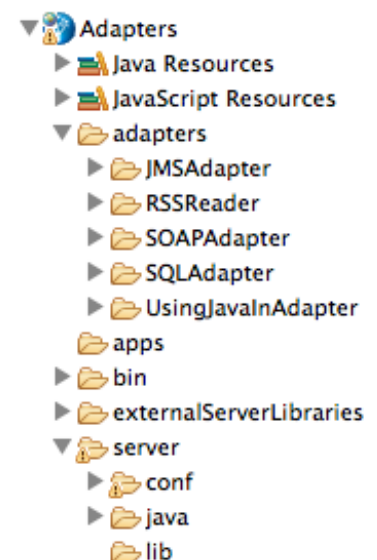 Adapters
Java Resources
JavaScript Resources
adapters
JMSAdapter
RSSReader
SOAPAdapter
SQLAdapter
UsingJavaInAdapter
apps
bin
externalServerLibraries
server
conf
java
lib